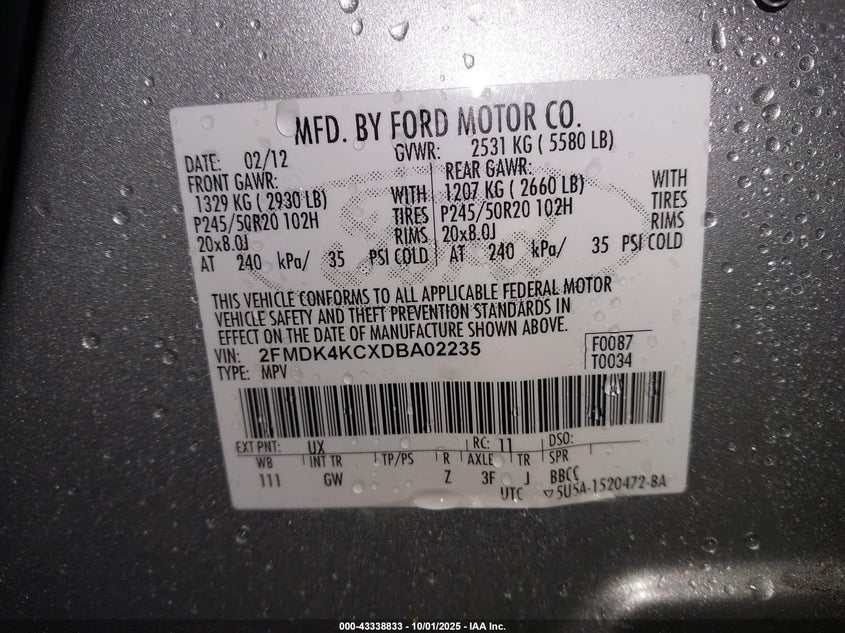 MFD. BY FORD MOTOR CO.
DATE: 02/12 GVWR: 2531 KG ( 5580 LB)
FRONT GAWR: REAR GAWR:
1329 KG ( 2930 LB) WITH 1207 KG ( 2660 LB) WITH
P245/50R20 102H TIRES P245/50R20 102H TIRES
20x8.0J RIMS 20x8.0J RIMS
AT 240 kPa/ 35 PSI COLD AT 240 kPa/ 35 PSI COLD
THIS VEHICLE CONFORMS TO ALL APPLICABLE FEDERAL MOTOR
VEHICLE SAFETY AND THEFT PREVENTION STANDARDS IN
EFFECT ON THE DATE OF MANUFACTURE SHOWN ABOVE.
VIN: 2FMDK4KCXDBA02235 F0087
TYPE: MPV T0034
EXT PNT: UX RC: 11 DSO:
WB INT TR TP/PS R AXLE TR SPR
111 GW Z 3F J BBCC
UTC ▽5U5A-1520472-BA
000-43338833 / 10/01/2025 - IAA Inc.